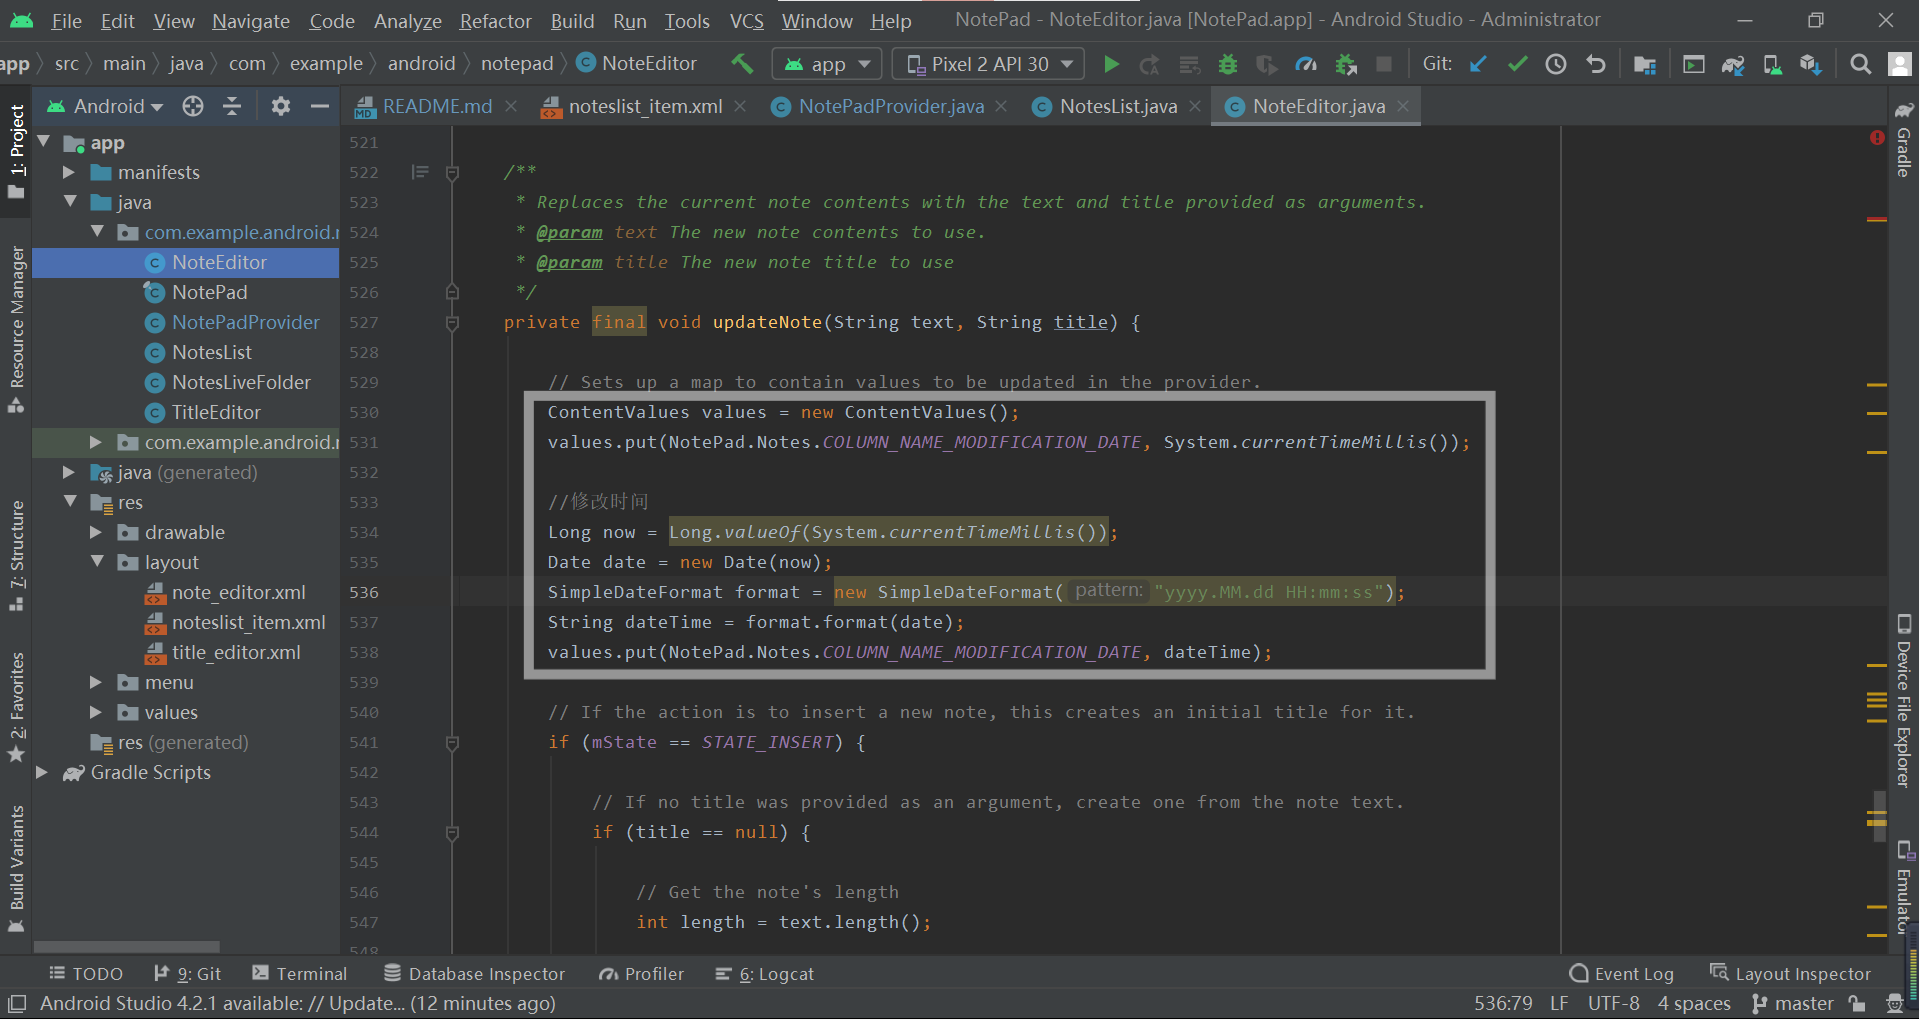 File Edit View Navigate Code Analyze Refactor Build Run Tools VCS Window Help NotePad - NoteEditor.java [NotePad.app] - Android Studio - Administrator
app src main java com example android notepad NoteEditor app Pixel 2 API 30 Git:
Android README.md noteslist_item.xml NotePadProvider.java NotesList.java NoteEditor.java
1: Project
Resource Manager
7: Structure
2: Favorites
Build Variants
app
manifests
java
com.example.android.
NoteEditor
NotePad
NotePadProvider
NotesList
NotesLiveFolder
TitleEditor
com.example.android.
java (generated)
res
drawable
layout
note_editor.xml
noteslist_item.xml
title_editor.xml
menu
values
res (generated)
Gradle Scripts
521
522 /**
523 * Replaces the current note contents with the text and title provided as arguments.
524 * @param text The new note contents to use.
525 * @param title The new note title to use
526 */
527 private final void updateNote(String text, String title) {
528
529 // Sets up a map to contain values to be updated in the provider.
530 ContentValues values = new ContentValues();
531 values.put(NotePad.Notes.COLUMN_NAME_MODIFICATION_DATE, System.currentTimeMillis());
532
533 //修改时间
534 Long now = Long.valueOf(System.currentTimeMillis());
535 Date date = new Date(now);
536 SimpleDateFormat format = new SimpleDateFormat( pattern: "yyyy.MM.dd HH:mm:ss");
537 String dateTime = format.format(date);
538 values.put(NotePad.Notes.COLUMN_NAME_MODIFICATION_DATE, dateTime);
539
540 // If the action is to insert a new note, this creates an initial title for it.
541 if (mState == STATE_INSERT) {
542
543 // If no title was provided as an argument, create one from the note text.
544 if (title == null) {
545
546 // Get the note's length
547 int length = text.length();
548
Gradle
Device File Explorer
Emulator
TODO 9: Git Terminal Database Inspector Profiler 6: Logcat Event Log Layout Inspector
Android Studio 4.2.1 available: // Update... (12 minutes ago) 536:79 LF UTF-8 4 spaces master